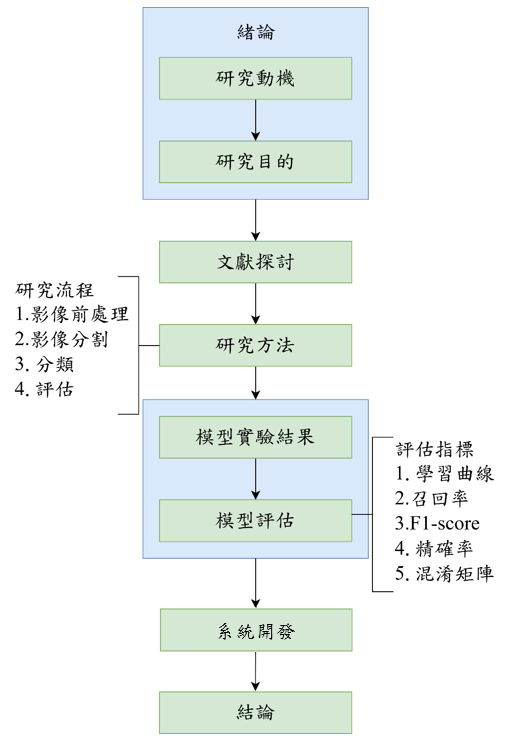 緒論
研究動機
研究目的
文獻探討
研究流程
1.影像前處理
2.影像分割
3. 分類
4. 評估
研究方法
模型實驗結果
模型評估
評估指標
1. 學習曲線
2.召回率
3.F1-score
4. 精確率
5. 混淆矩陣
系統開發
結論